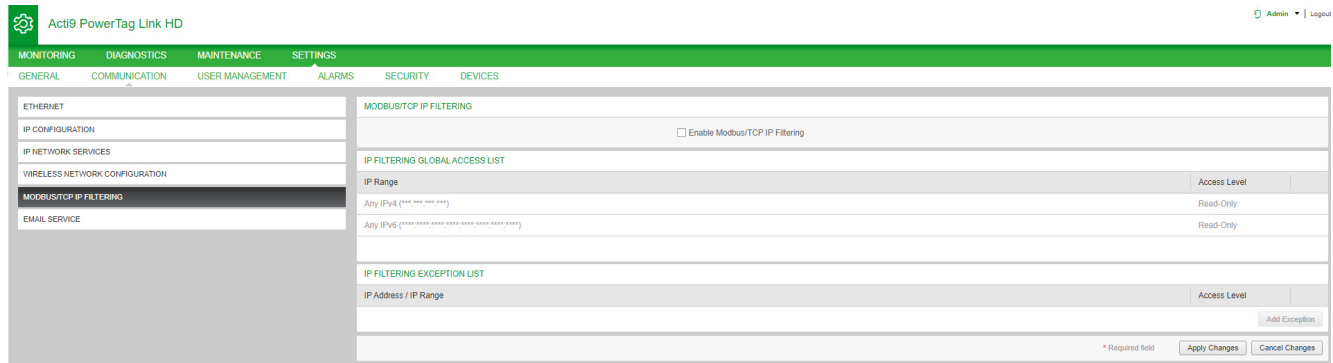 Acti9 PowerTag Link HD
Admin | Logout
MONITORING DIAGNOSTICS MAINTENANCE SETTINGS
GENERAL COMMUNICATION USER MANAGEMENT ALARMS SECURITY DEVICES
ETHERNET
IP CONFIGURATION
IP NETWORK SERVICES
WIRELESS NETWORK CONFIGURATION
MODBUS/TCP IP FILTERING
EMAIL SERVICE
MODBUS/TCP IP FILTERING
Enable Modbus/TCP IP Filtering
IP FILTERING GLOBAL ACCESS LIST
IP Range Access Level
Any IPv4 (***.***.***.***) Read-Only
Any IPv6 (****:****:****:****:****:****:****:****) Read-Only
IP FILTERING EXCEPTION LIST
IP Address / IP Range Access Level
Add Exception
* Required field Apply Changes Cancel Changes